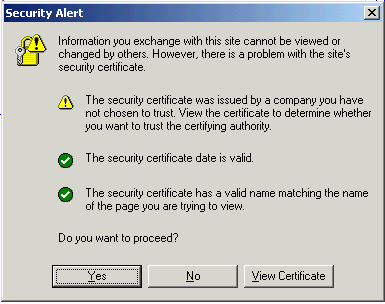 Security Alert
Information you exchange with this site cannot be viewed or
changed by others. However, there is a problem with the site's
security certificate.
The security certificate was issued by a company you have
not chosen to trust. View the certificate to determine whether
you want to trust the certifying authority.
The security certificate date is valid.
The security certificate has a valid name matching the name
of the page you are trying to view.
Do you want to proceed?
Yes No View Certificate